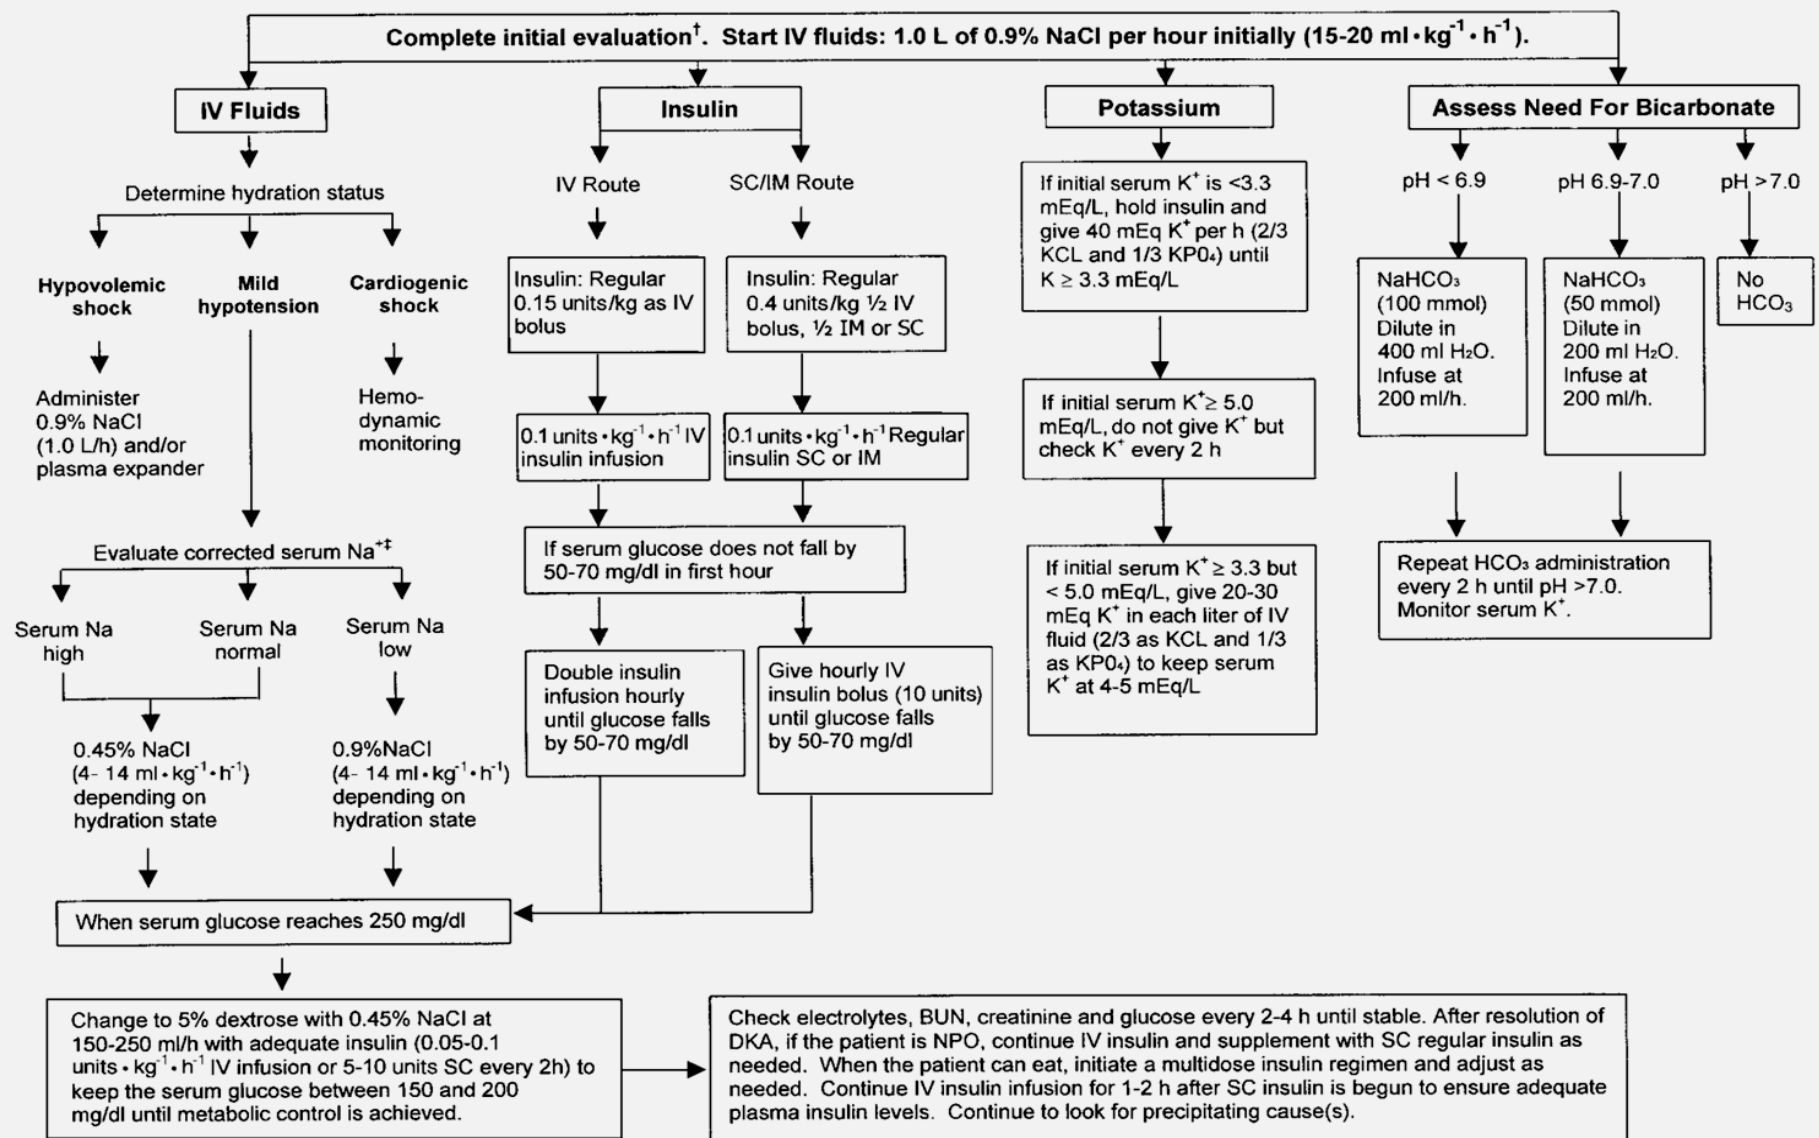 Complete initial evaluation†. Start IV fluids: 1.0 L of 0.9% NaCl per hour initially (15-20 ml•kg⁻¹•h⁻¹).
IV Fluids
Determine hydration status
Hypovolemic
shock
Mild
hypotension
Cardiogenic
shock
Administer
0.9% NaCl
(1.0 L/h) and/or
plasma expander
Hemo-
dynamic
monitoring
Evaluate corrected serum Na⁺‡
Serum Na
high
Serum Na
normal
Serum Na
low
0.45% NaCl
(4- 14 ml•kg⁻¹•h⁻¹)
depending on
hydration state
0.9%NaCl
(4- 14 ml•kg⁻¹•h⁻¹)
depending on
hydration state
When serum glucose reaches 250 mg/dl
Change to 5% dextrose with 0.45% NaCl at
150-250 ml/h with adequate insulin (0.05-0.1
units•kg⁻¹•h⁻¹ IV infusion or 5-10 units SC every 2h) to
keep the serum glucose between 150 and 200
mg/dl until metabolic control is achieved.
Insulin
IV Route
SC/IM Route
Insulin: Regular
0.15 units/kg as IV
bolus
Insulin: Regular
0.4 units/kg ½ IV
bolus, ½ IM or SC
0.1 units•kg⁻¹•h⁻¹ IV
insulin infusion
0.1 units•kg⁻¹•h⁻¹ Regular
insulin SC or IM
If serum glucose does not fall by
50-70 mg/dl in first hour
Double insulin
infusion hourly
until glucose falls
by 50-70 mg/dl
Give hourly IV
insulin bolus (10 units)
until glucose falls
by 50-70 mg/dl
Potassium
If initial serum K⁺ is <3.3
mEq/L, hold insulin and
give 40 mEq K⁺ per h (2/3
KCL and 1/3 KP0₄) until
K ≥ 3.3 mEq/L
If initial serum K⁺≥ 5.0
mEq/L, do not give K⁺ but
check K⁺ every 2 h
If initial serum K⁺ ≥ 3.3 but
< 5.0 mEq/L, give 20-30
mEq K⁺ in each liter of IV
fluid (2/3 as KCL and 1/3
as KP0₄) to keep serum
K⁺ at 4-5 mEq/L
Assess Need For Bicarbonate
pH < 6.9
pH 6.9-7.0
pH >7.0
NaHCO₃
(100 mmol)
Dilute in
400 ml H₂O.
Infuse at
200 ml/h.
NaHCO₃
(50 mmol)
Dilute in
200 ml H₂O.
Infuse at
200 ml/h.
No
HCO₃
Repeat HCO₃ administration
every 2 h until pH >7.0.
Monitor serum K⁺.
Check electrolytes, BUN, creatinine and glucose every 2-4 h until stable. After resolution of
DKA, if the patient is NPO, continue IV insulin and supplement with SC regular insulin as
needed. When the patient can eat, initiate a multidose insulin regimen and adjust as
needed. Continue IV insulin infusion for 1-2 h after SC insulin is begun to ensure adequate
plasma insulin levels. Continue to look for precipitating cause(s).